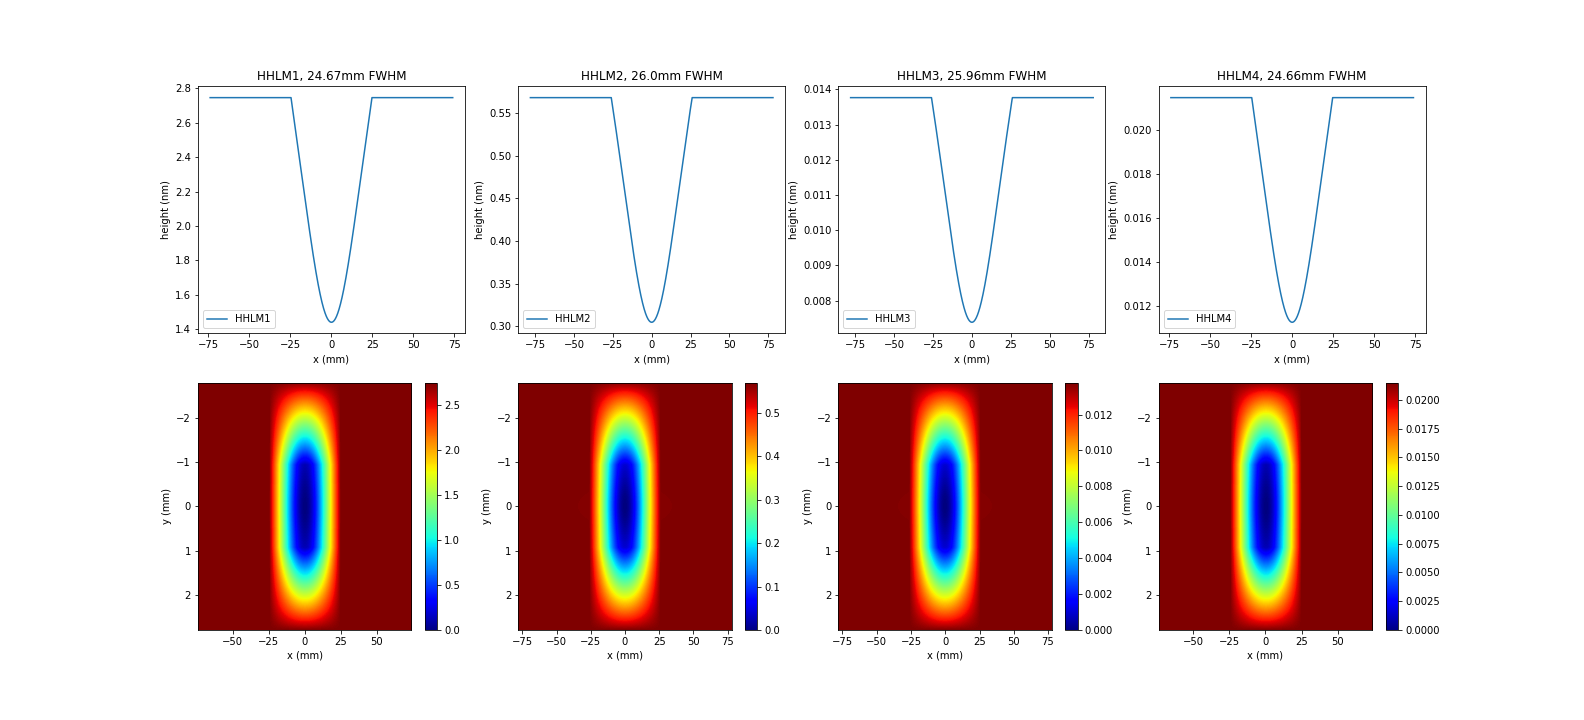 HHLM1, 24.67mm FWHM
HHLM2, 26.0mm FWHM
HHLM3, 25.96mm FWHM
HHLM4, 24.66mm FWHM
height (nm)
2.8
2.6
2.4
2.2
2.0
1.8
1.6
1.4
HHLM1
−75 −50 −25 0 25 50 75
x (mm)
height (nm)
0.55
0.50
0.45
0.40
0.35
0.30
HHLM2
−75 −50 −25 0 25 50 75
x (mm)
height (nm)
0.014
0.013
0.012
0.011
0.010
0.009
0.008
HHLM3
−75 −50 −25 0 25 50 75
x (mm)
height (nm)
0.020
0.018
0.016
0.014
0.012
HHLM4
−75 −50 −25 0 25 50 75
x (mm)
y (mm)
−2
−1
0
1
2
−50 −25 0 25 50
x (mm)
2.5
2.0
1.5
1.0
0.5
0.0
y (mm)
−2
−1
0
1
2
−75 −50 −25 0 25 50 75
x (mm)
0.5
0.4
0.3
0.2
0.1
0.0
y (mm)
−2
−1
0
1
2
−75 −50 −25 0 25 50 75
x (mm)
0.012
0.010
0.008
0.006
0.004
0.002
0.000
y (mm)
−2
−1
0
1
2
−50 −25 0 25 50
x (mm)
0.0200
0.0175
0.0150
0.0125
0.0100
0.0075
0.0050
0.0025
0.0000